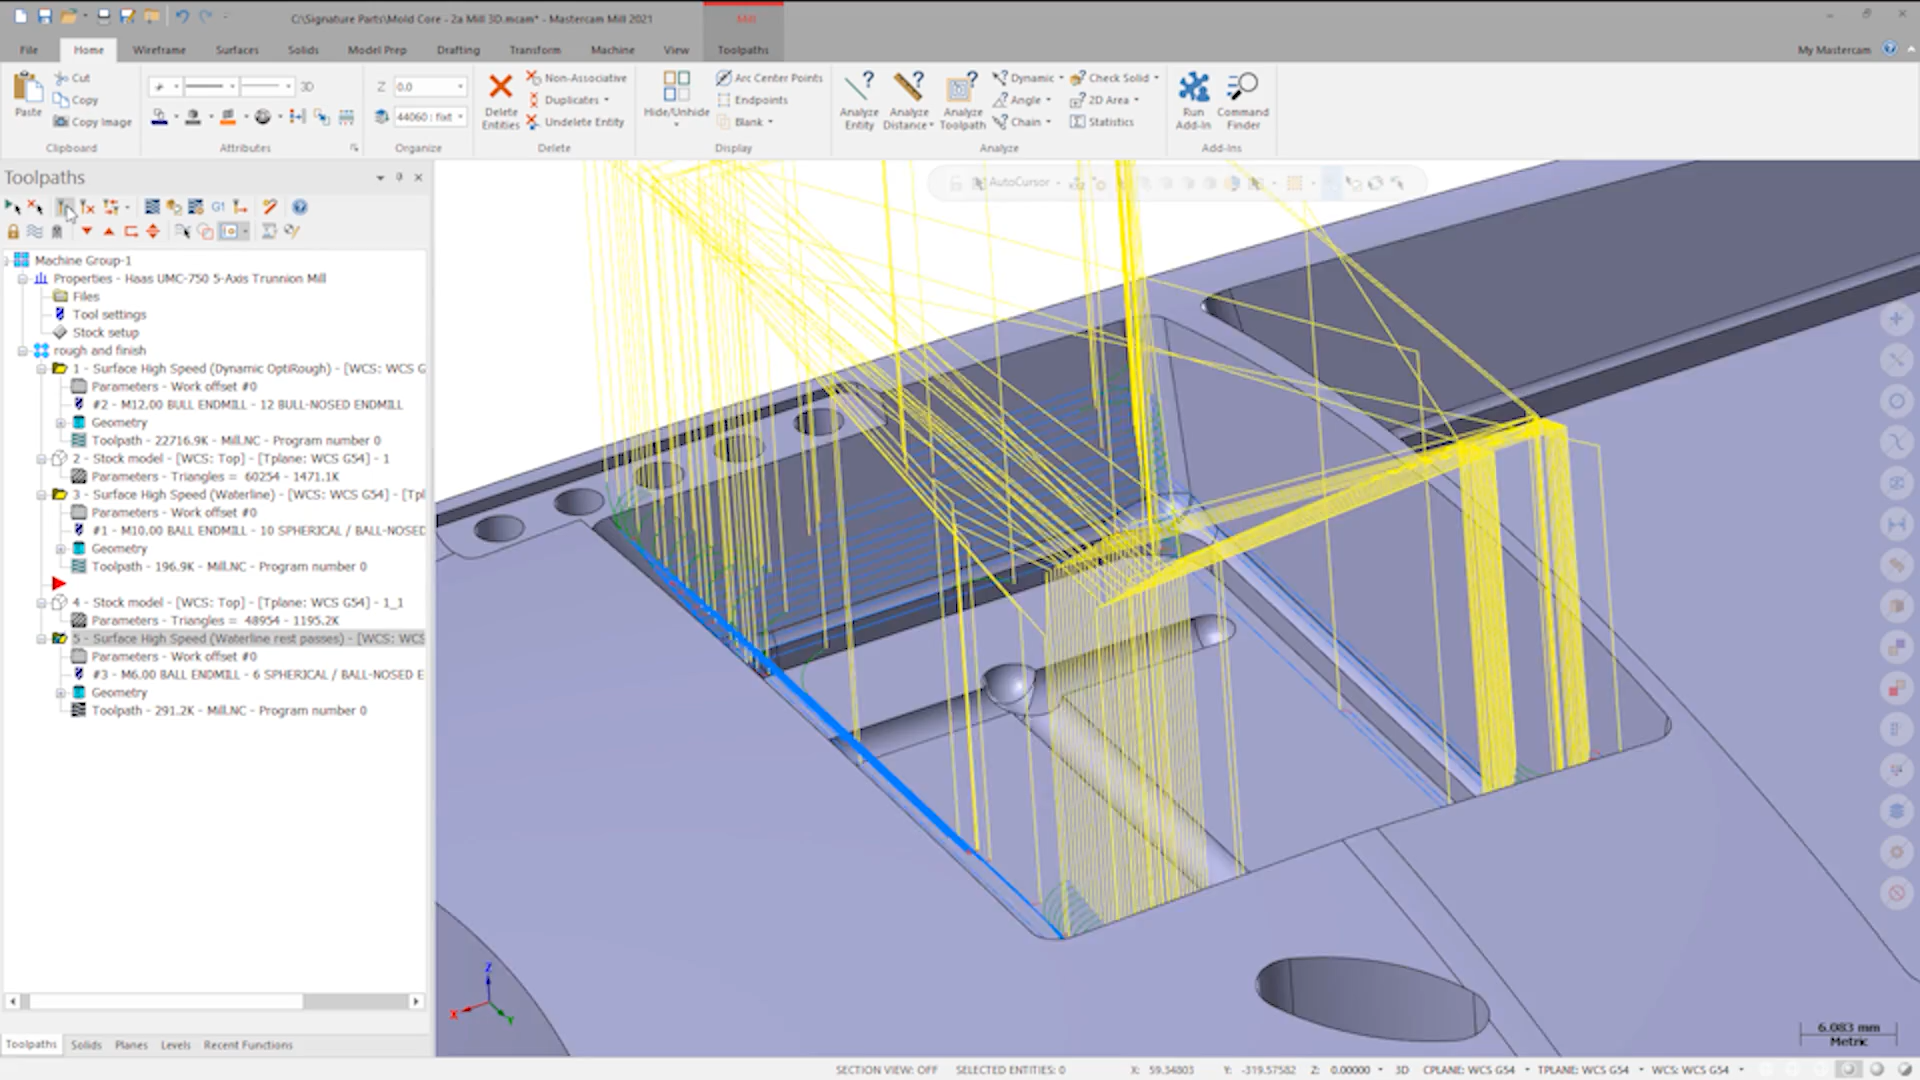 C:\Signature Parts\Mold Core - 2a Mill 3D.mcam* - Mastercam Mill 2021
Mill
File
Home
Wireframe
Surfaces
Solids
Model Prep
Drafting
Transform
Machine
View
Toolpaths
My Mastercam
Paste
Cut
Copy
Copy Image
Clipboard
3D
Attributes
Z 0.0
44060 : fixt
Organize
Delete Entities
Non-Associative
Duplicates
Undelete Entity
Delete
Hide/Unhide
Arc Center Points
Endpoints
Blank
Display
Analyze Entity
Analyze Distance
Analyze Toolpath
Dynamic
Angle
Chain
Check Solid
2D Area
Statistics
Analyze
Run Add-In
Command Finder
Add-Ins
Toolpaths
G1
AutoCursor
Machine Group-1
Properties - Haas UMC-750 5-Axis Trunnion Mill
Files
Tool settings
Stock setup
rough and finish
1 - Surface High Speed (Dynamic OptiRough) - [WCS: WCS G
Parameters - Work offset #0
#2 - M12.00 BULL ENDMILL - 12 BULL-NOSED ENDMILL
Geometry
Toolpath - 22716.9K - Mill.NC - Program number 0
2 - Stock model - [WCS: Top] - [Tplane: WCS G54] - 1
Parameters - Triangles = 60254 - 1471.1K
3 - Surface High Speed (Waterline) - [WCS: WCS G54] - [Tpl
Parameters - Work offset #0
#1 - M10.00 BALL ENDMILL - 10 SPHERICAL / BALL-NOSED
Geometry
Toolpath - 196.9K - Mill.NC - Program number 0
4 - Stock model - [WCS: Top] - [Tplane: WCS G54] - 1_1
Parameters - Triangles = 48954 - 1195.2K
5 - Surface High Speed (Waterline rest passes) - [WCS: WCS
Parameters - Work offset #0
#3 - M6.00 BALL ENDMILL - 6 SPHERICAL / BALL-NOSED E
Geometry
Toolpath - 291.2K - Mill.NC - Program number 0
Z
X
Y
6.083 mm
Metric
Toolpaths
Solids
Planes
Levels
Recent Functions
SECTION VIEW: OFF
SELECTED ENTITIES: 0
X: 59.34803
Y: -319.57582
Z: 0.00000
3D
CPLANE: WCS G54
TPLANE: WCS G54
WCS: WCS G54